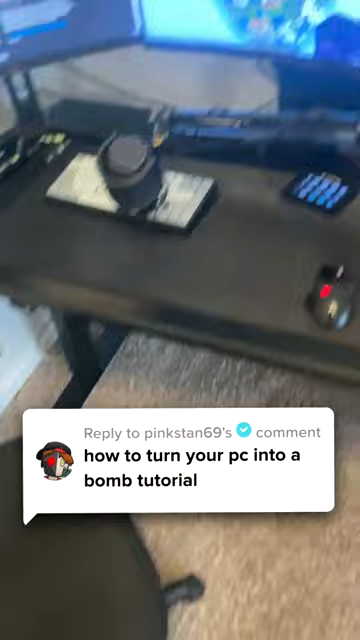 Reply to pinkstan69's comment
how to turn your pc into a
bomb tutorial